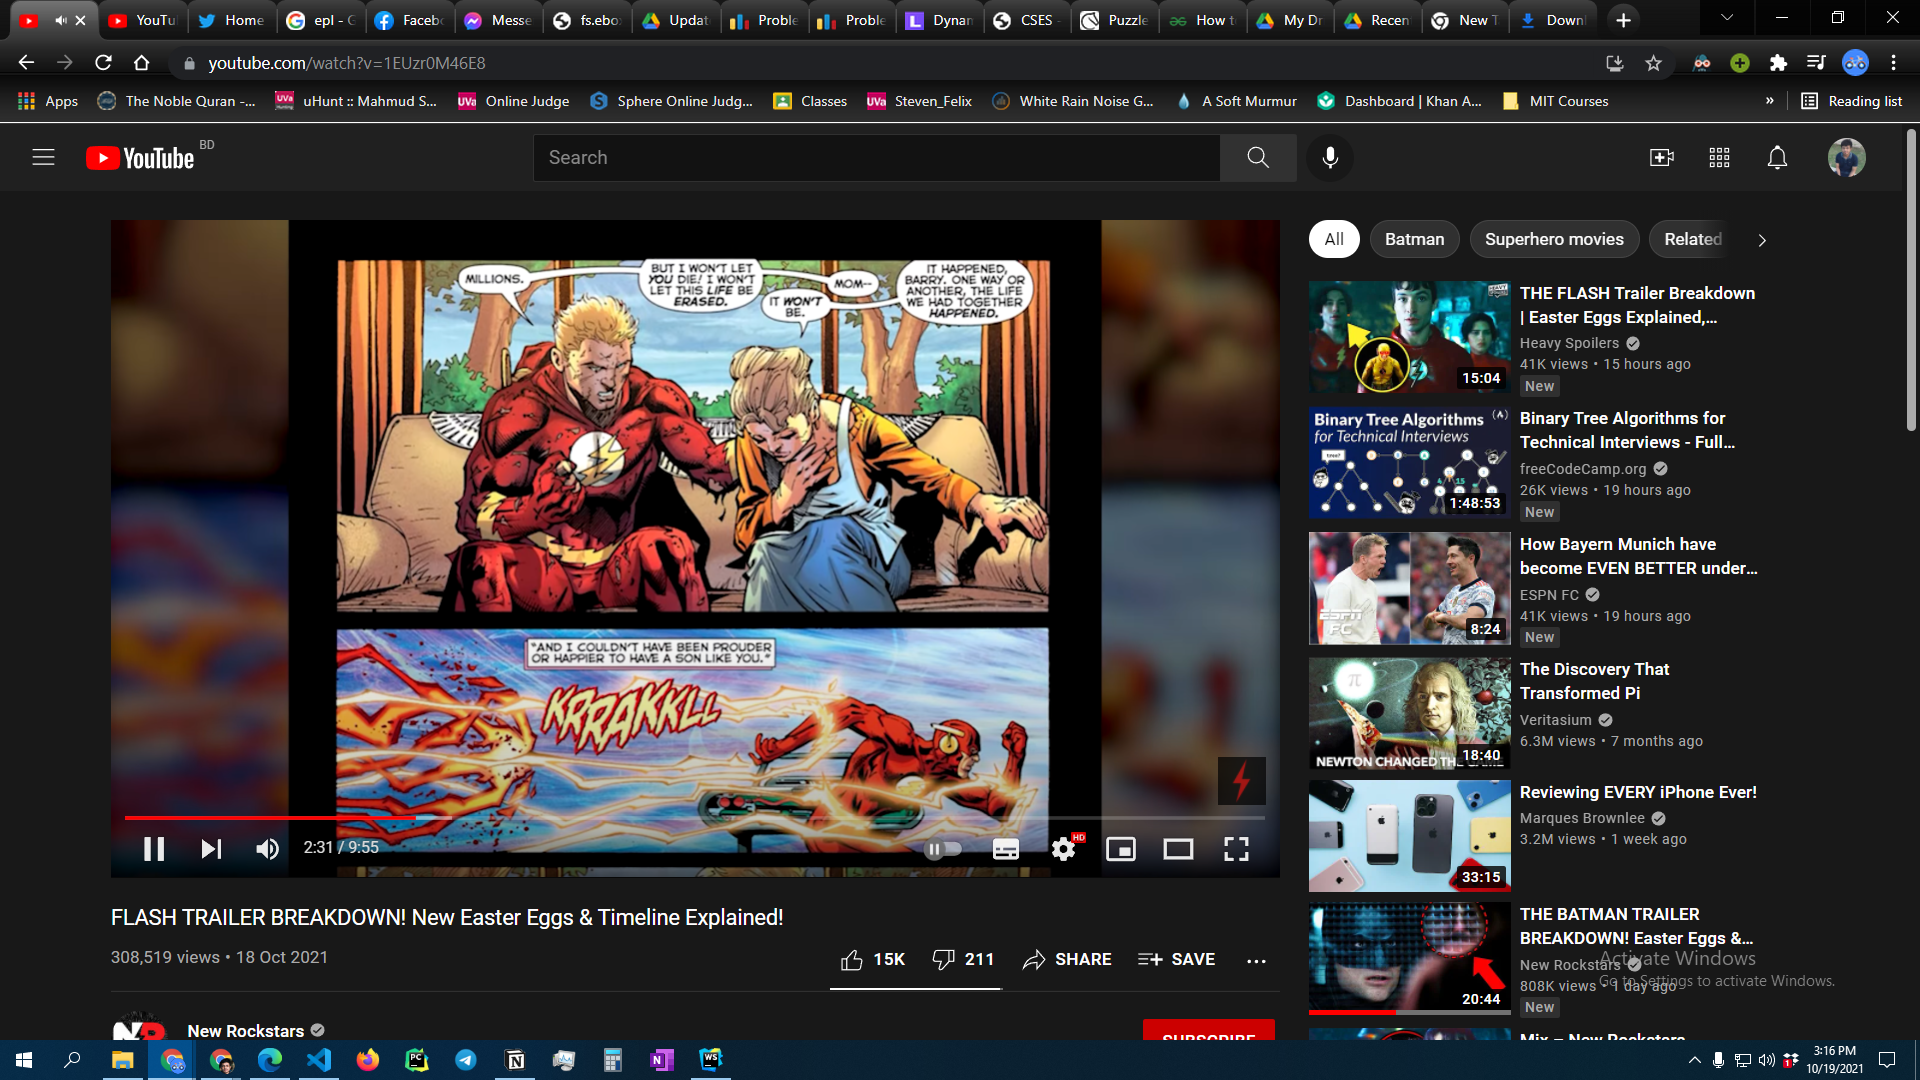 YouTu
Home
epl - G
Faceb
Messe
fs.ebo
Updat
Proble
Proble
Dynan
CSES -
Puzzle
How t
My Dr
Recen
New T
Downl
youtube.com/watch?v=1EUzr0M46E8
Apps
The Noble Quran -...
uHunt :: Mahmud S...
Online Judge
Sphere Online Judg...
Classes
Steven_Felix
White Rain Noise G...
A Soft Murmur
Dashboard | Khan A...
MIT Courses
»
Reading list
YouTube BD
Search
MILLIONS.
BUT I WON'T LET
YOU DIE! I WON'T
LET THIS LIFE BE
ERASED.
IT WON'T
BE.
MOM--
IT HAPPENED,
BARRY. ONE WAY OR
ANOTHER, THE LIFE
WE HAD TOGETHER
HAPPENED.
"AND I COULDN'T HAVE BEEN PROUDER
OR HAPPIER TO HAVE A SON LIKE YOU."
KRRAKKLL
2:31 / 9:55
HD
FLASH TRAILER BREAKDOWN! New Easter Eggs & Timeline Explained!
308,519 views • 18 Oct 2021
15K
211
SHARE
SAVE
New Rockstars
SUBSCRIBE
All
Batman
Superhero movies
Related
15:04
THE FLASH Trailer Breakdown
| Easter Eggs Explained,...
Heavy Spoilers
41K views • 15 hours ago
New
Binary Tree Algorithms
for Technical Interviews
1:48:53
Binary Tree Algorithms for
Technical Interviews - Full...
freeCodeCamp.org
26K views • 19 hours ago
New
ESPN
FC
8:24
How Bayern Munich have
become EVEN BETTER under...
ESPN FC
41K views • 19 hours ago
New
π
NEWTON CHANGED THE GAME
18:40
The Discovery That
Transformed Pi
Veritasium
6.3M views • 7 months ago
33:15
Reviewing EVERY iPhone Ever!
Marques Brownlee
3.2M views • 1 week ago
20:44
THE BATMAN TRAILER
BREAKDOWN! Easter Eggs &...
New Rockstars
808K views • 1 day ago
New
Mix – New Rockstars
Activate Windows
Go to Settings to activate Windows.
3:16 PM
10/19/2021